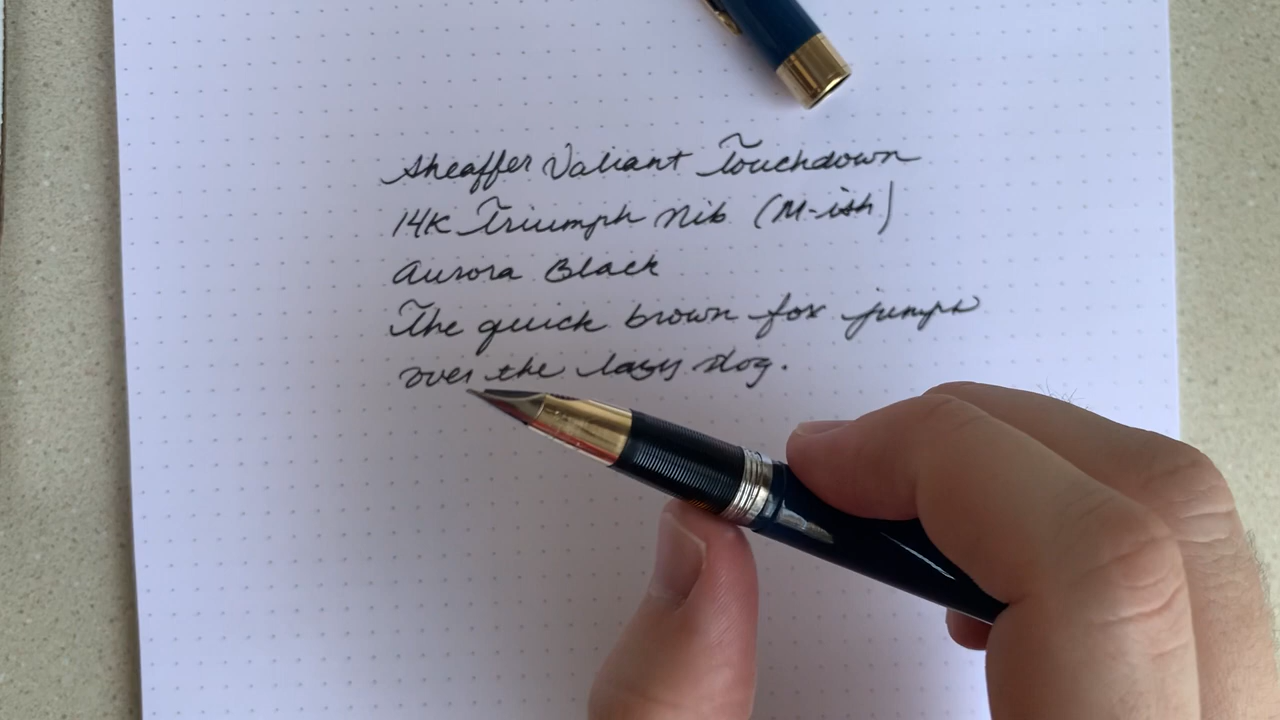 Sheaffer Valiant Touchdown
14K Triumph Nib (M-ish)
Aurora Black
The quick brown fox jumps
over the lazy dog.